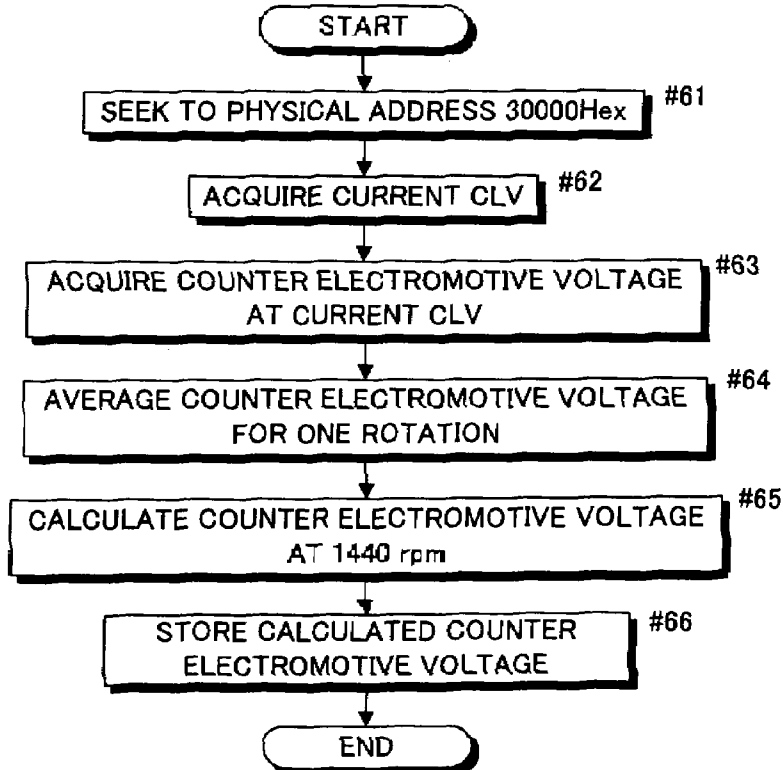 START
SEEK TO PHYSICAL ADDRESS 30000Hex
#61
ACQUIRE CURRENT CLV
#62
ACQUIRE COUNTER ELECTROMOTIVE VOLTAGE
AT CURRENT CLV
#63
AVERAGE COUNTER ELECTROMOTIVE VOLTAGE
FOR ONE ROTATION
#64
CALCULATE COUNTER ELECTROMOTIVE VOLTAGE
AT 1440 rpm
#65
STORE CALCULATED COUNTER
ELECTROMOTIVE VOLTAGE
#66
END